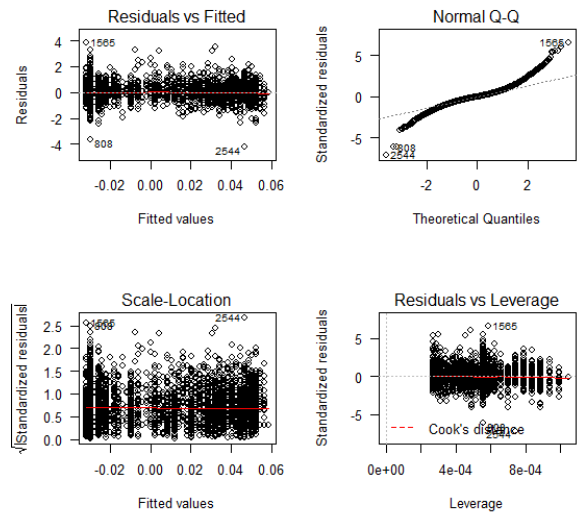 Residuals vs Fitted
Residuals
4
2
0
-2
-4
1565
808
2544
-0.02 0.00 0.02 0.04 0.06
Fitted values
Normal Q-Q
Standardized residuals
5
0
-5
1565
808
2544
-2 0 2
Theoretical Quantiles
Scale-Location
√|Standardized residuals|
2.5
2.0
1.5
1.0
0.5
0.0
1565
808
2544
-0.02 0.00 0.02 0.04 0.06
Fitted values
Residuals vs Leverage
Standardized residuals
5
0
-5
1565
2544
Cook's distance
0e+00 4e-04 8e-04
Leverage